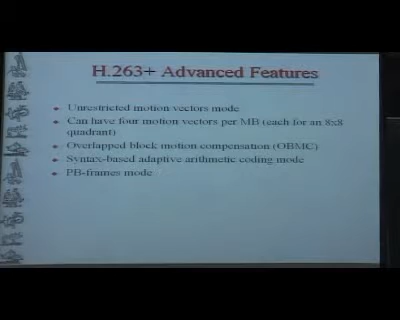 H.263+ Advanced Features
Unrestricted motion vectors mode
Can have four motion vectors per MB (each for an 8x8
quadrant)
Overlapped block motion compensation (OBMC)
Syntax-based adaptive arithmetic coding mode
PB-frames mode